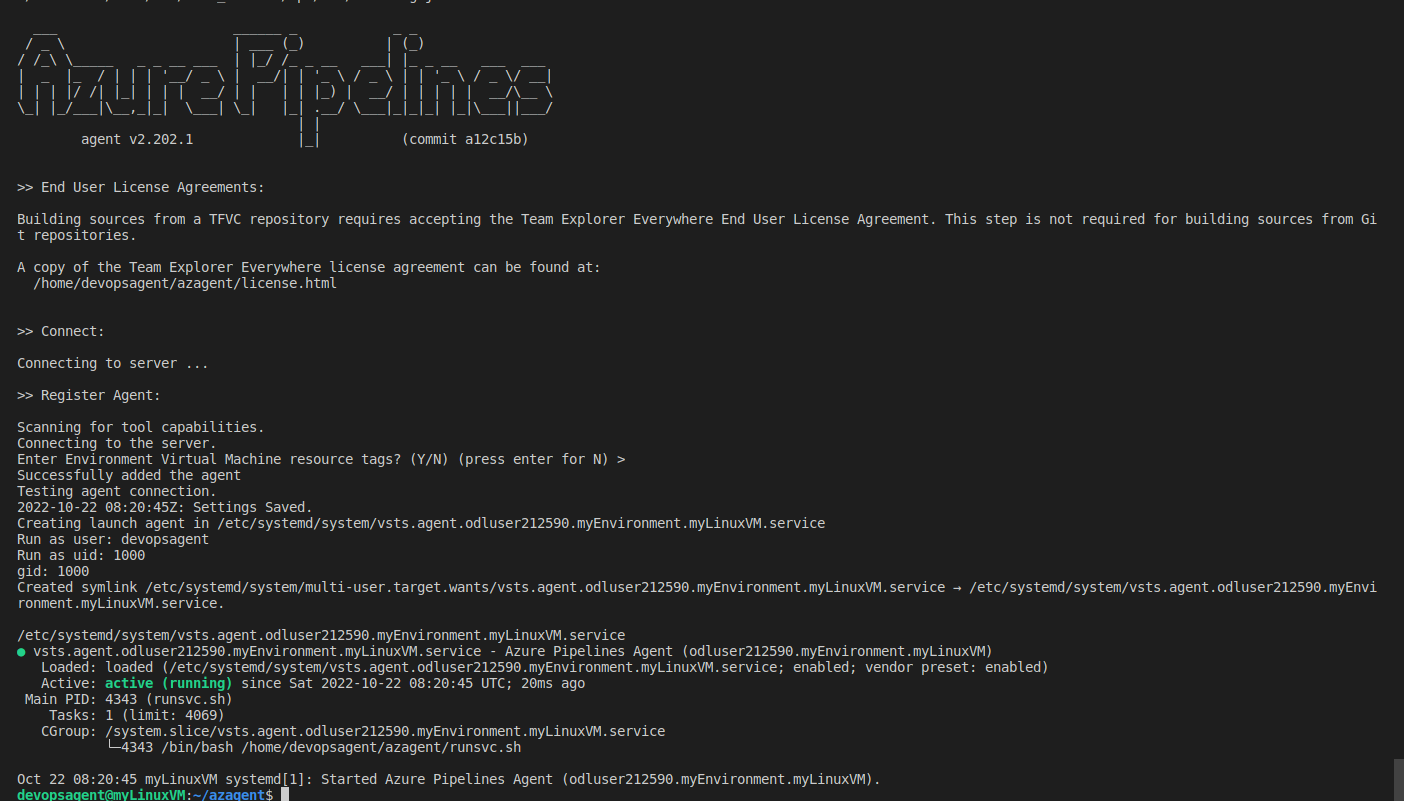 AzurePipelines
agent v2.202.1 (commit a12c15b)
>> End User License Agreements:
Building sources from a TFVC repository requires accepting the Team Explorer Everywhere End User License Agreement. This step is not required for building sources from Gi
t repositories.
A copy of the Team Explorer Everywhere license agreement can be found at:
/home/devopsagent/azagent/license.html
>> Connect:
Connecting to server ...
>> Register Agent:
Scanning for tool capabilities.
Connecting to the server.
Enter Environment Virtual Machine resource tags? (Y/N) (press enter for N) >
Successfully added the agent
Testing agent connection.
2022-10-22 08:20:45Z: Settings Saved.
Creating launch agent in /etc/systemd/system/vsts.agent.odluser212590.myEnvironment.myLinuxVM.service
Run as user: devopsagent
Run as uid: 1000
gid: 1000
Created symlink /etc/systemd/system/multi-user.target.wants/vsts.agent.odluser212590.myEnvironment.myLinuxVM.service → /etc/systemd/system/vsts.agent.odluser212590.myEnvi
ronment.myLinuxVM.service.
/etc/systemd/system/vsts.agent.odluser212590.myEnvironment.myLinuxVM.service
● vsts.agent.odluser212590.myEnvironment.myLinuxVM.service - Azure Pipelines Agent (odluser212590.myEnvironment.myLinuxVM)
Loaded: loaded (/etc/systemd/system/vsts.agent.odluser212590.myEnvironment.myLinuxVM.service; enabled; vendor preset: enabled)
Active: active (running) since Sat 2022-10-22 08:20:45 UTC; 20ms ago
Main PID: 4343 (runsvc.sh)
Tasks: 1 (limit: 4069)
CGroup: /system.slice/vsts.agent.odluser212590.myEnvironment.myLinuxVM.service
└─4343 /bin/bash /home/devopsagent/azagent/runsvc.sh
Oct 22 08:20:45 myLinuxVM systemd[1]: Started Azure Pipelines Agent (odluser212590.myEnvironment.myLinuxVM).
devopsagent@myLinuxVM:~/azagent$